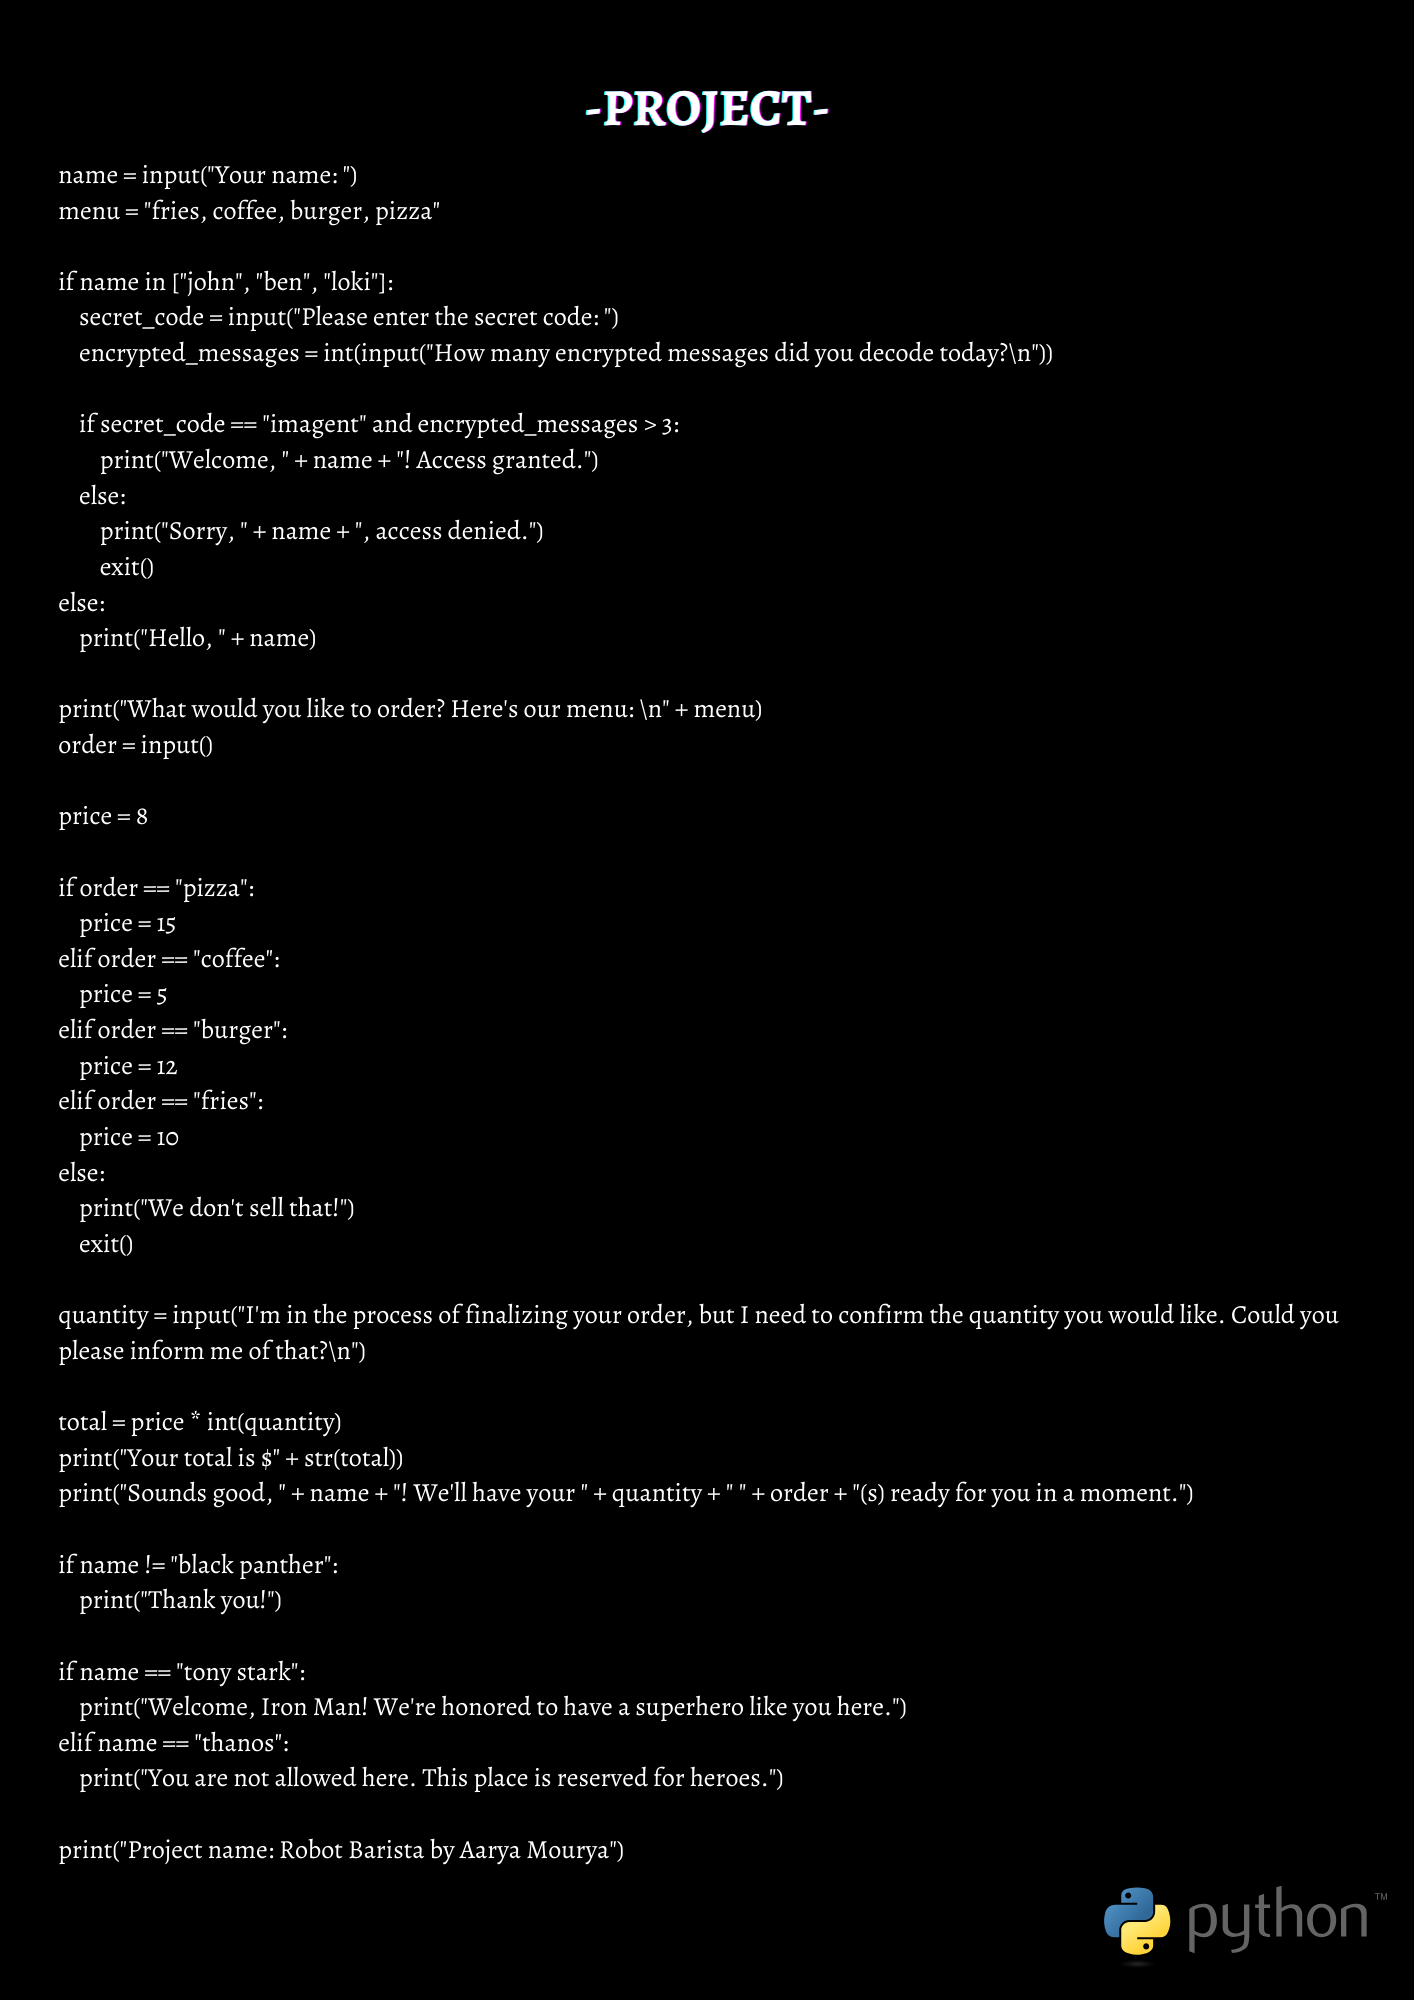 -PROJECT-
name = input("Your name: ")
menu = "fries, coffee, burger, pizza"
if name in ["john", "ben", "loki"]:
    secret_code = input("Please enter the secret code: ")
    encrypted_messages = int(input("How many encrypted messages did you decode today?\n"))
    if secret_code == "imagent" and encrypted_messages > 3:
        print("Welcome, " + name + "! Access granted.")
    else:
        print("Sorry, " + name + ", access denied.")
        exit()
else:
    print("Hello, " + name)
print("What would you like to order? Here's our menu: \n" + menu)
order = input()
price = 8
if order == "pizza":
    price = 15
elif order == "coffee":
    price = 5
elif order == "burger":
    price = 12
elif order == "fries":
    price = 10
else:
    print("We don't sell that!")
    exit()
quantity = input("I'm in the process of finalizing your order, but I need to confirm the quantity you would like. Could you
please inform me of that?\n")
total = price * int(quantity)
print("Your total is $" + str(total))
print("Sounds good, " + name + "! We'll have your " + quantity + " " + order + "(s) ready for you in a moment.")
if name != "black panther":
    print("Thank you!")
if name == "tony stark":
    print("Welcome, Iron Man! We're honored to have a superhero like you here.")
elif name == "thanos":
    print("You are not allowed here. This place is reserved for heroes.")
print("Project name: Robot Barista by Aarya Mourya")
python™